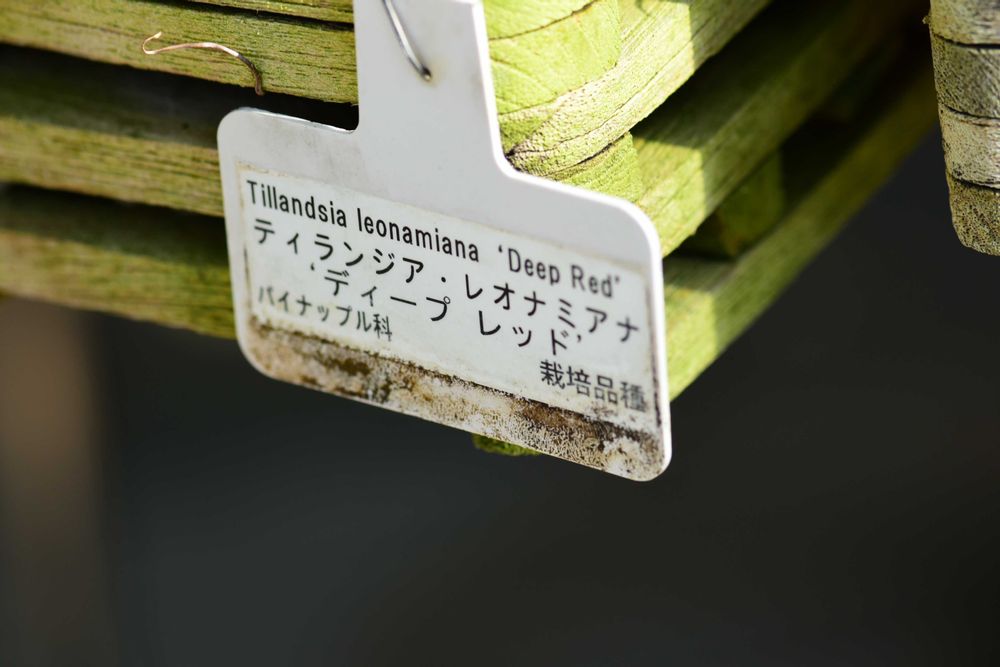 Tillandsia leonamiana ‘Deep Red’
ティランジア・レオナミアナ
‘ディープ レッド’
パイナップル科
栽培品種